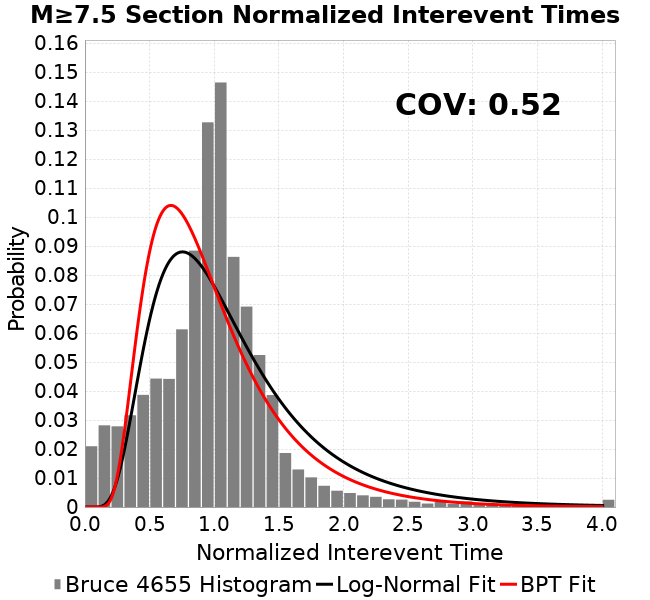 M≥7.5 Section Normalized Interevent Times
COV: 0.52
Probability
0.16
0.15
0.14
0.13
0.12
0.11
0.1
0.09
0.08
0.07
0.06
0.05
0.04
0.03
0.02
0.01
0
0.0 0.5 1.0 1.5 2.0 2.5 3.0 3.5 4.0
Normalized Interevent Time
Bruce 4655 Histogram Log-Normal Fit BPT Fit